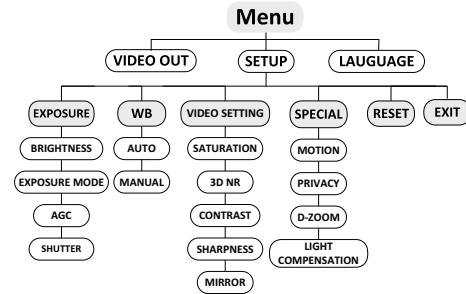 Menu
VIDEO OUT
SETUP
LAUGUAGE
EXPOSURE
WB
VIDEO SETTING
SPECIAL
RESET
EXIT
BRIGHTNESS
AUTO
SATURATION
MOTION
EXPOSURE MODE
MANUAL
3D NR
PRIVACY
AGC
CONTRAST
D-ZOOM
SHUTTER
SHARPNESS
LIGHT
COMPENSATION
MIRROR